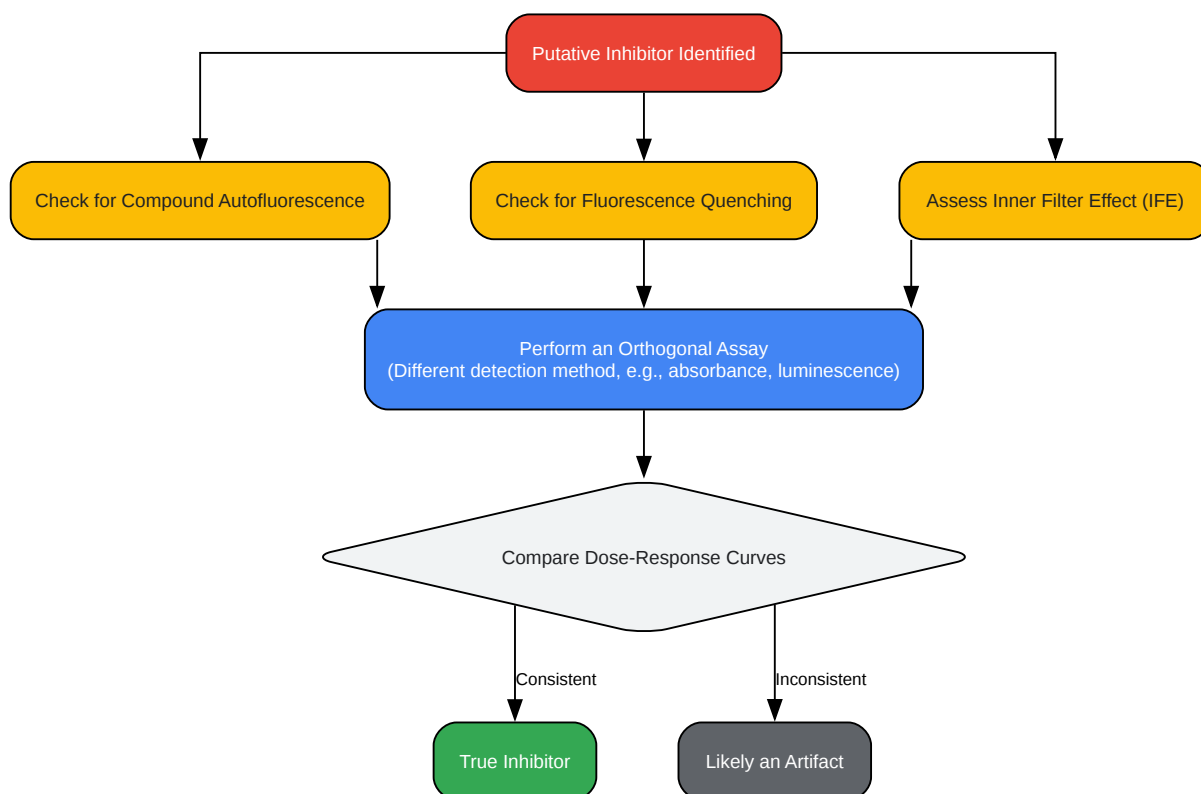 Putative Inhibitor Identified
Check for Compound Autofluorescence
Check for Fluorescence Quenching
Assess Inner Filter Effect (IFE)
Perform an Orthogonal Assay
(Different detection method, e.g., absorbance, luminescence)
Compare Dose-Response Curves
Consistent
Inconsistent
True Inhibitor
Likely an Artifact